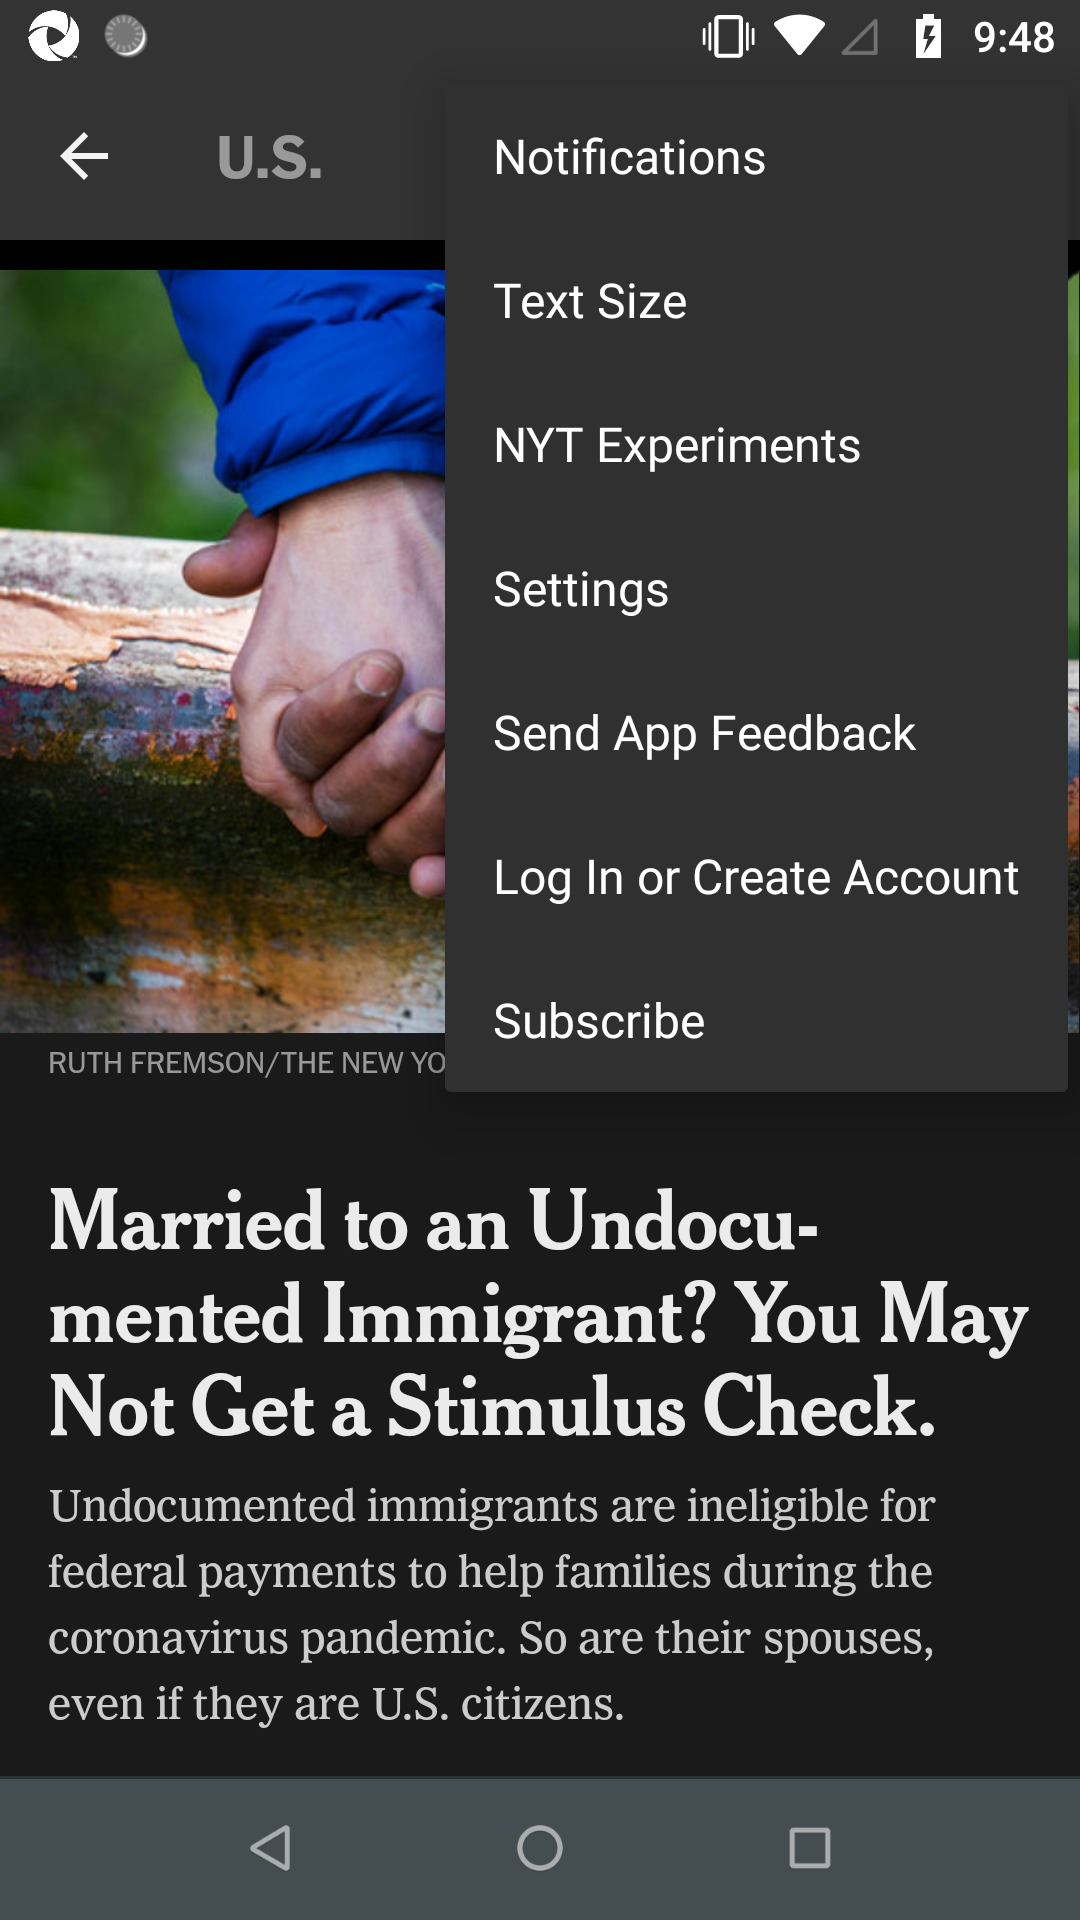 9:48
U.S.
Notifications
Text Size
NYT Experiments
Settings
Send App Feedback
Log In or Create Account
Subscribe
RUTH FREMSON/THE NEW YO
Married to an Undocu-
mented Immigrant? You May
Not Get a Stimulus Check.
Undocumented immigrants are ineligible for
federal payments to help families during the
coronavirus pandemic. So are their spouses,
even if they are U.S. citizens.